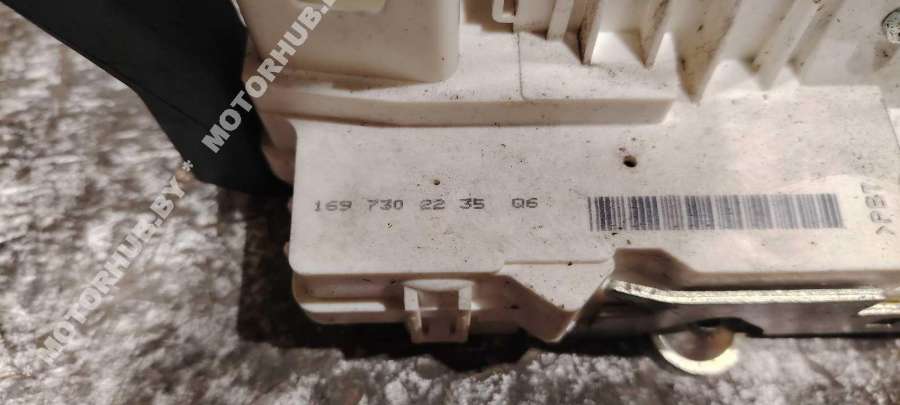 169 730 22 35 Q6
>PBT
MOTORHUB.BY * MOTORHUB.BY